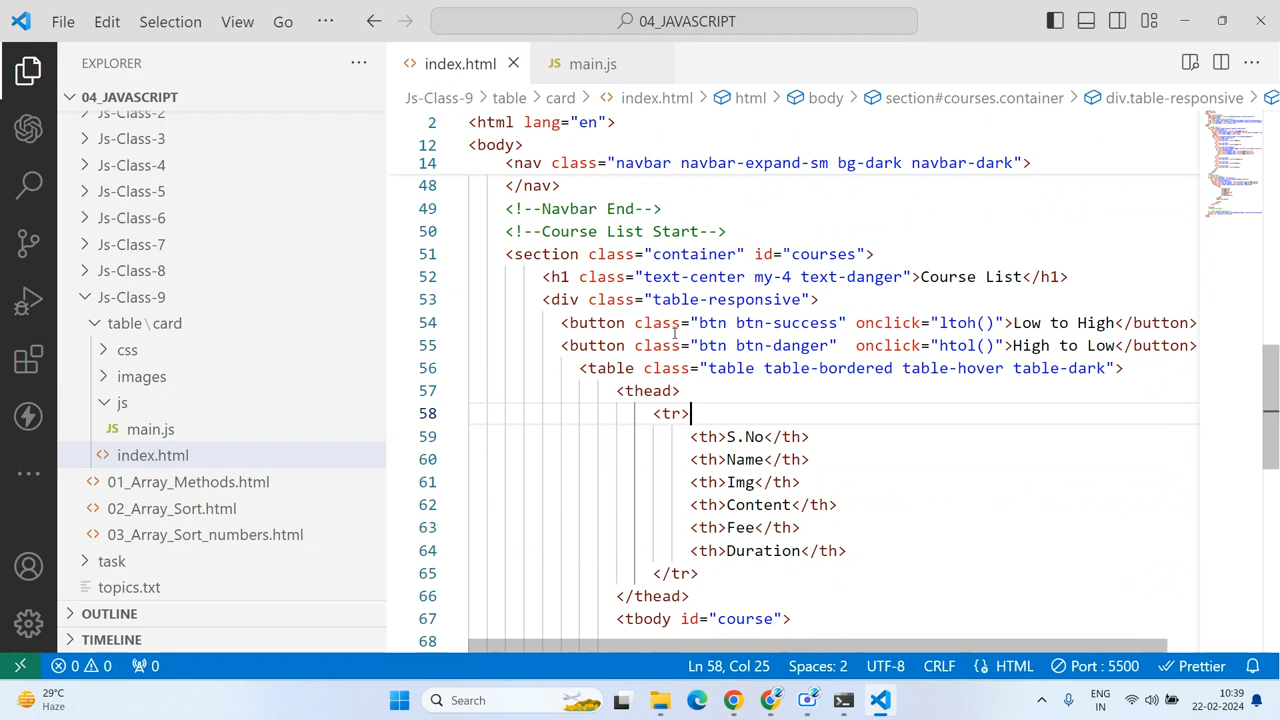 File Edit Selection View Go ··· 04_JAVASCRIPT
EXPLORER ···
04_JAVASCRIPT
Js-Class-2
Js-Class-3
Js-Class-4
Js-Class-5
Js-Class-6
Js-Class-7
Js-Class-8
Js-Class-9
table\card
css
images
js
JS main.js
<> index.html
<> 01_Array_Methods.html
<> 02_Array_Sort.html
<> 03_Array_Sort_numbers.html
task
topics.txt
OUTLINE
TIMELINE
<> index.html JS main.js
Js-Class-9 > table > card > <> index.html > html > body > section#courses.container > div.table-responsive >
2 <html lang="en">
12 <body>
14 <nav class="navbar navbar-expand bg-dark navbar-dark">
48 </nav>
49 <!--Navbar End-->
50 <!--Course List Start-->
51 <section class="container" id="courses">
52 <h1 class="text-center my-4 text-danger">Course List</h1>
53 <div class="table-responsive">
54 <button class="btn btn-success" onclick="ltoh()">Low to High</button>
55 <button class="btn btn-danger"  onclick="htol()">High to Low</button>
56 <table class="table table-bordered table-hover table-dark">
57 <thead>
58 <tr>
59 <th>S.No</th>
60 <th>Name</th>
61 <th>Img</th>
62 <th>Content</th>
63 <th>Fee</th>
64 <th>Duration</th>
65 </tr>
66 </thead>
67 <tbody id="course">
68
0 0 0 Ln 58, Col 25 Spaces: 2 UTF-8 CRLF {} HTML Port : 5500 Prettier
29°C
Haze
Search
ENG
IN
10:39
22-02-2024